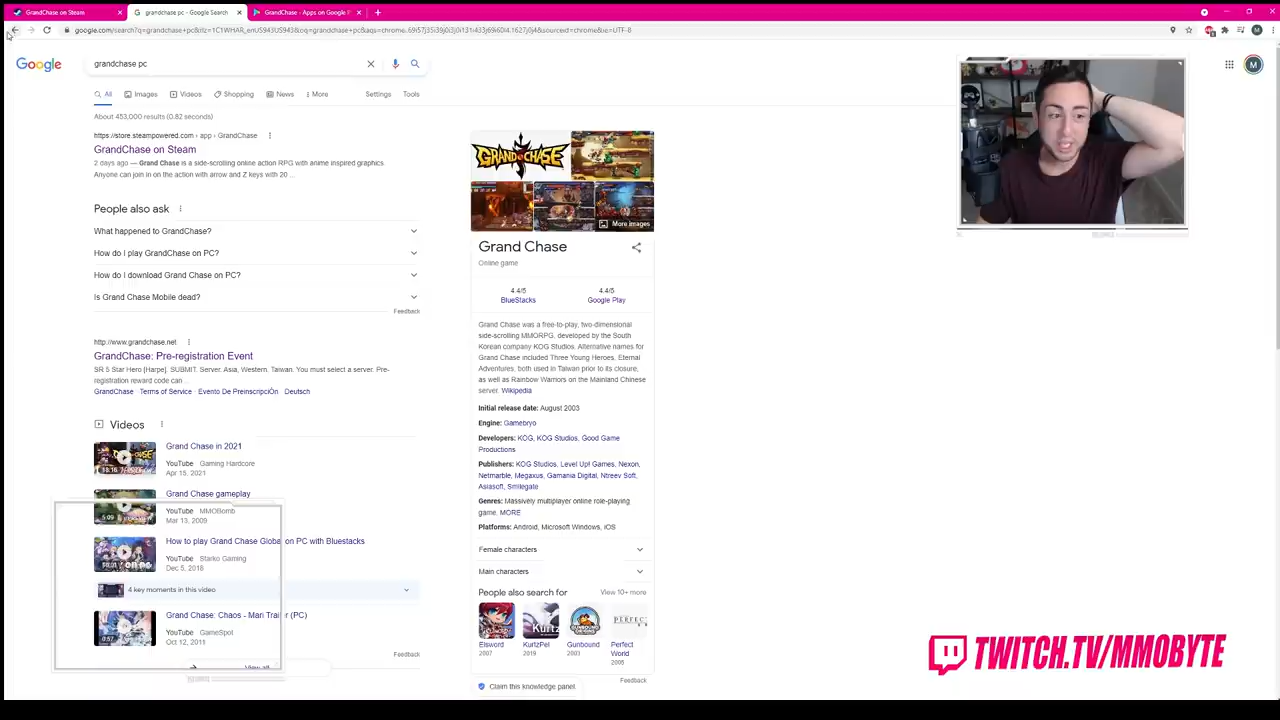 GrandChase on Steam
grandchase pc - Google Search
GrandChase - Apps on Google P
Google
grandchase pc
All Images Videos Shopping News More Settings Tools
About 453,000 results (0.82 seconds)
https://store.steampowered.com › app › GrandChase
GrandChase on Steam
2 days ago — Grand Chase is a side-scrolling online action RPG with anime inspired graphics.
Anyone can join in on the action with arrow and Z keys with 20 ...
People also ask
What happened to GrandChase?
How do I play GrandChase on PC?
How do I download Grand Chase on PC?
Is Grand Chase Mobile dead?
Feedback
http://www.grandchase.net
GrandChase: Pre-registration Event
SR 5 Star Hero [Harpe]. SUBMIT. Server. Asia, Western. Taiwan. You must select a server. Pre-
registration reward code can...
GrandChase Terms of Service Evento De PreinscripciÓn Deutsch
Videos
Grand Chase in 2021
YouTube Gaming Hardcore
Apr 15, 2021
18:16
Grand Chase gameplay
YouTube MMOBomb
Mar 13, 2009
5:09
How to play Grand Chase Global on PC with Bluestacks
YouTube Starko Gaming
Dec 5, 2018
4 key moments in this video
Grand Chase: Chaos - Mari Trailer (PC)
YouTube GameSpot
Oct 12, 2011
0:57
View all
Feedback
GRAND CHASE
More images
Grand Chase
Online game
4.4/5
BlueStacks
4.4/5
Google Play
Grand Chase was a free-to-play, two-dimensional
side-scrolling MMORPG, developed by the South
Korean company KOG Studios. Alternative names for
Grand Chase included Three Young Heroes, Eternal
Adventures, both used in Taiwan prior to its closure,
as well as Rainbow Warriors on the Mainland Chinese
server. Wikipedia
Initial release date: August 2003
Engine: Gamebryo
Developers: KOG, KOG Studios, Good Game
Productions
Publishers: KOG Studios, Level Up! Games, Nexon,
Netmarble, Megaxus, Gamania Digital, Ntreev Soft,
Asiasoft, Smilegate
Genres: Massively multiplayer online role-playing
game, MORE
Platforms: Android, Microsoft Windows, iOS
Female characters
Main characters
People also search for View 10+ more
Elsword
2007
KurtzPel
2019
Gunbound
2003
Perfect
World
2005
Feedback
Claim this knowledge panel
M
TWITCH.TV/MMOBYTE